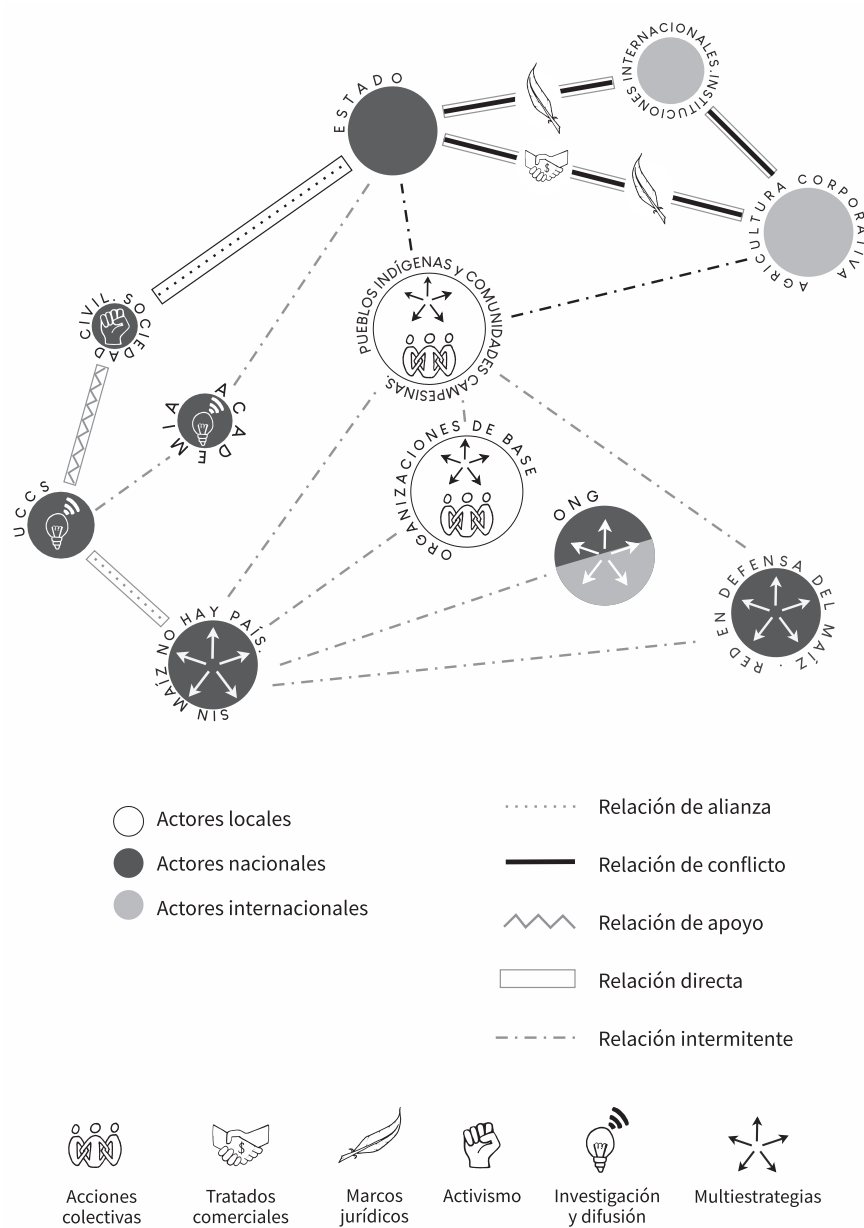 ESTADO
INSTITUCIONES INTERNACIONALES.
AGRICULTURA CORPORATIVA
PUEBLOS INDÍGENAS y COMUNIDADES CAMPESINAS.
SOCIEDAD CIVIL.
ACADEMIA
ORGANIZACIONES DE BASE
UCCS
ONG
SIN MAÍZ NO HAY PAÍS.
RED EN DEFENSA DEL MAÍZ.
Actores locales
Actores nacionales
Actores internacionales
Relación de alianza
Relación de conflicto
Relación de apoyo
Relación directa
Relación intermitente
$
$
Acciones
colectivas
Tratados
comerciales
Marcos
jurídicos
Activismo
Investigación
y difusión
Multiestrategias